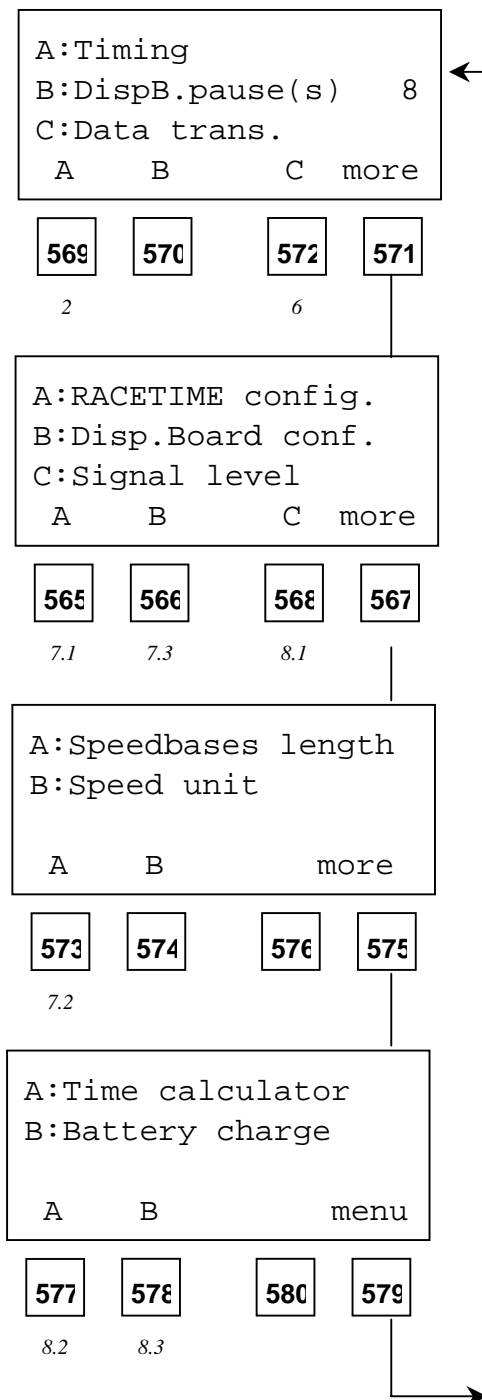 A:Timing
B:DispB.pause(s) 8
C:Data trans.
A B C more
569 570 572 571
2 6
A:RACETIME config.
B:Disp.Board conf.
C:Signal level
A B C more
565 566 568 567
7.1 7.3 8.1
A:Speedbases length
B:Speed unit
A B more
573 574 576 575
7.2
A:Time calculator
B:Battery charge
A B menu
577 578 580 579
8.2 8.3